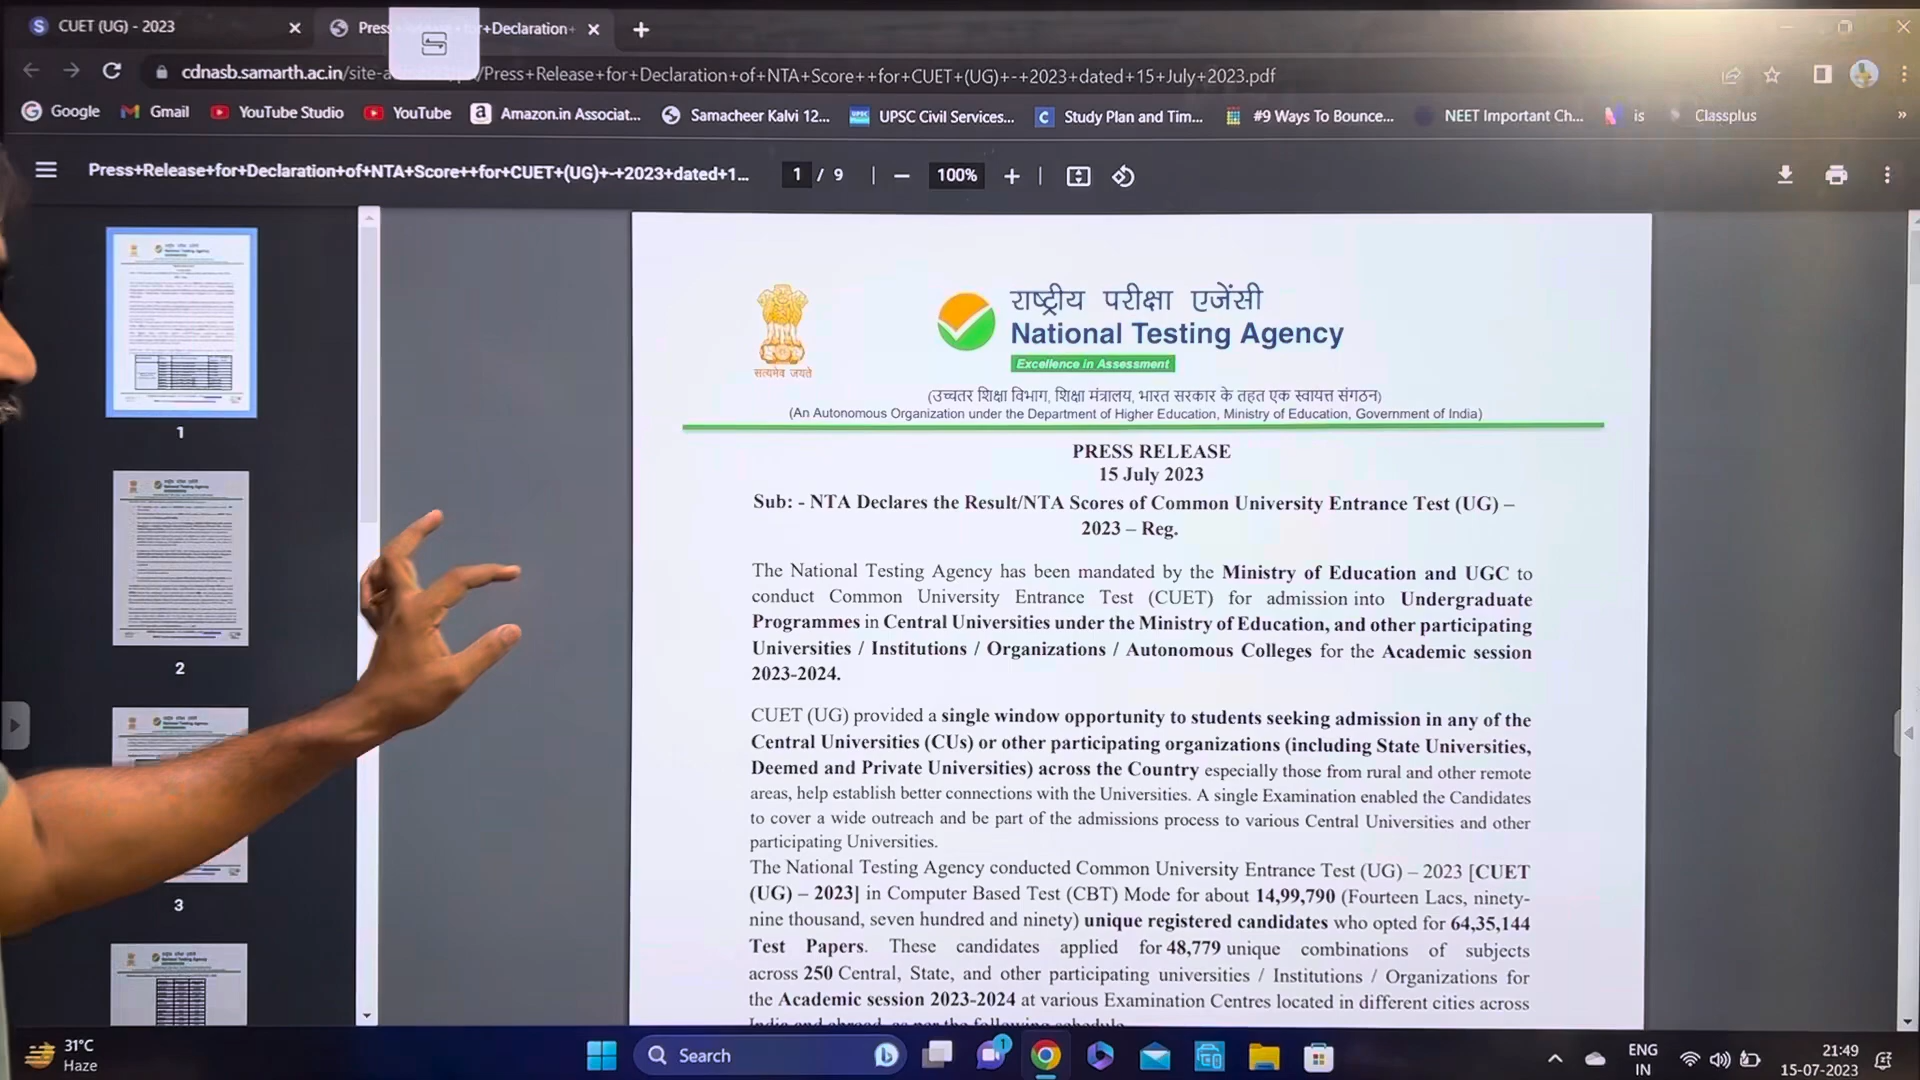 CUET (UG) - 2023
Press
+Declaration+
cdnasb.samarth.ac.in/site-a
/Press+Release+for+Declaration+of+NTA+Score++for+CUET+(UG)+-+2023+dated+15+July+2023.pdf
Google
Gmail
YouTube Studio
YouTube
Amazon.in Associat...
Samacheer Kalvi 12...
UPSC Civil Services...
Study Plan and Tim...
#9 Ways To Bounce...
NEET Important Ch...
is
Classplus
Press+Release+for+Declaration+of+NTA+Score++for+CUET+(UG)+-+2023+dated+1...
1 / 9
100%
1
2
3
सत्यमेव जयते
राष्ट्रीय परीक्षा एजेंसी
National Testing Agency
Excellence in Assessment
(उच्चतर शिक्षा विभाग, शिक्षा मंत्रालय, भारत सरकार के तहत एक स्वायत्त संगठन)
(An Autonomous Organization under the Department of Higher Education, Ministry of Education, Government of India)
PRESS RELEASE
15 July 2023
Sub: - NTA Declares the Result/NTA Scores of Common University Entrance Test (UG) –
2023 – Reg.
The National Testing Agency has been mandated by the Ministry of Education and UGC to
conduct Common University Entrance Test (CUET) for admission into Undergraduate
Programmes in Central Universities under the Ministry of Education, and other participating
Universities / Institutions / Organizations / Autonomous Colleges for the Academic session
2023-2024.
CUET (UG) provided a single window opportunity to students seeking admission in any of the
Central Universities (CUs) or other participating organizations (including State Universities,
Deemed and Private Universities) across the Country especially those from rural and other remote
areas, help establish better connections with the Universities. A single Examination enabled the Candidates
to cover a wide outreach and be part of the admissions process to various Central Universities and other
participating Universities.
The National Testing Agency conducted Common University Entrance Test (UG) – 2023 [CUET
(UG) – 2023] in Computer Based Test (CBT) Mode for about 14,99,790 (Fourteen Lacs, ninety-
nine thousand, seven hundred and ninety) unique registered candidates who opted for 64,35,144
Test Papers. These candidates applied for 48,779 unique combinations of subjects
across 250 Central, State, and other participating universities / Institutions / Organizations for
the Academic session 2023-2024 at various Examination Centres located in different cities across
India and abroad, as per the following schedule
31°C
Haze
Search
1
ENG
IN
21:49
15-07-2023